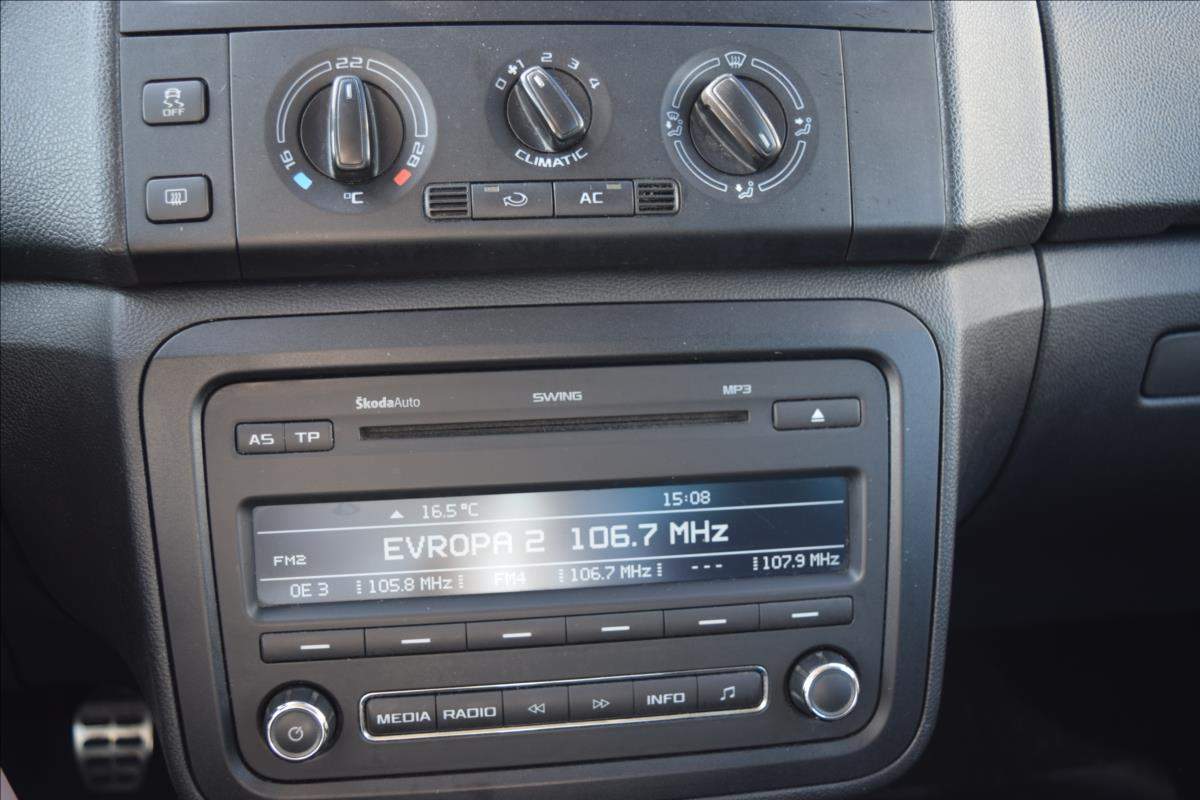 22
16
28
°C
0 1 2 3 4
CLIMATIC
OFF
AC
ŠkodaAuto
SWING
MP3
AS
TP
16.5 °C
15:08
FM2
EVROPA 2 106.7 MHz
OE 3
105.8 MHz
FM4
106.7 MHz
---
107.9 MHz
MEDIA
RADIO
INFO